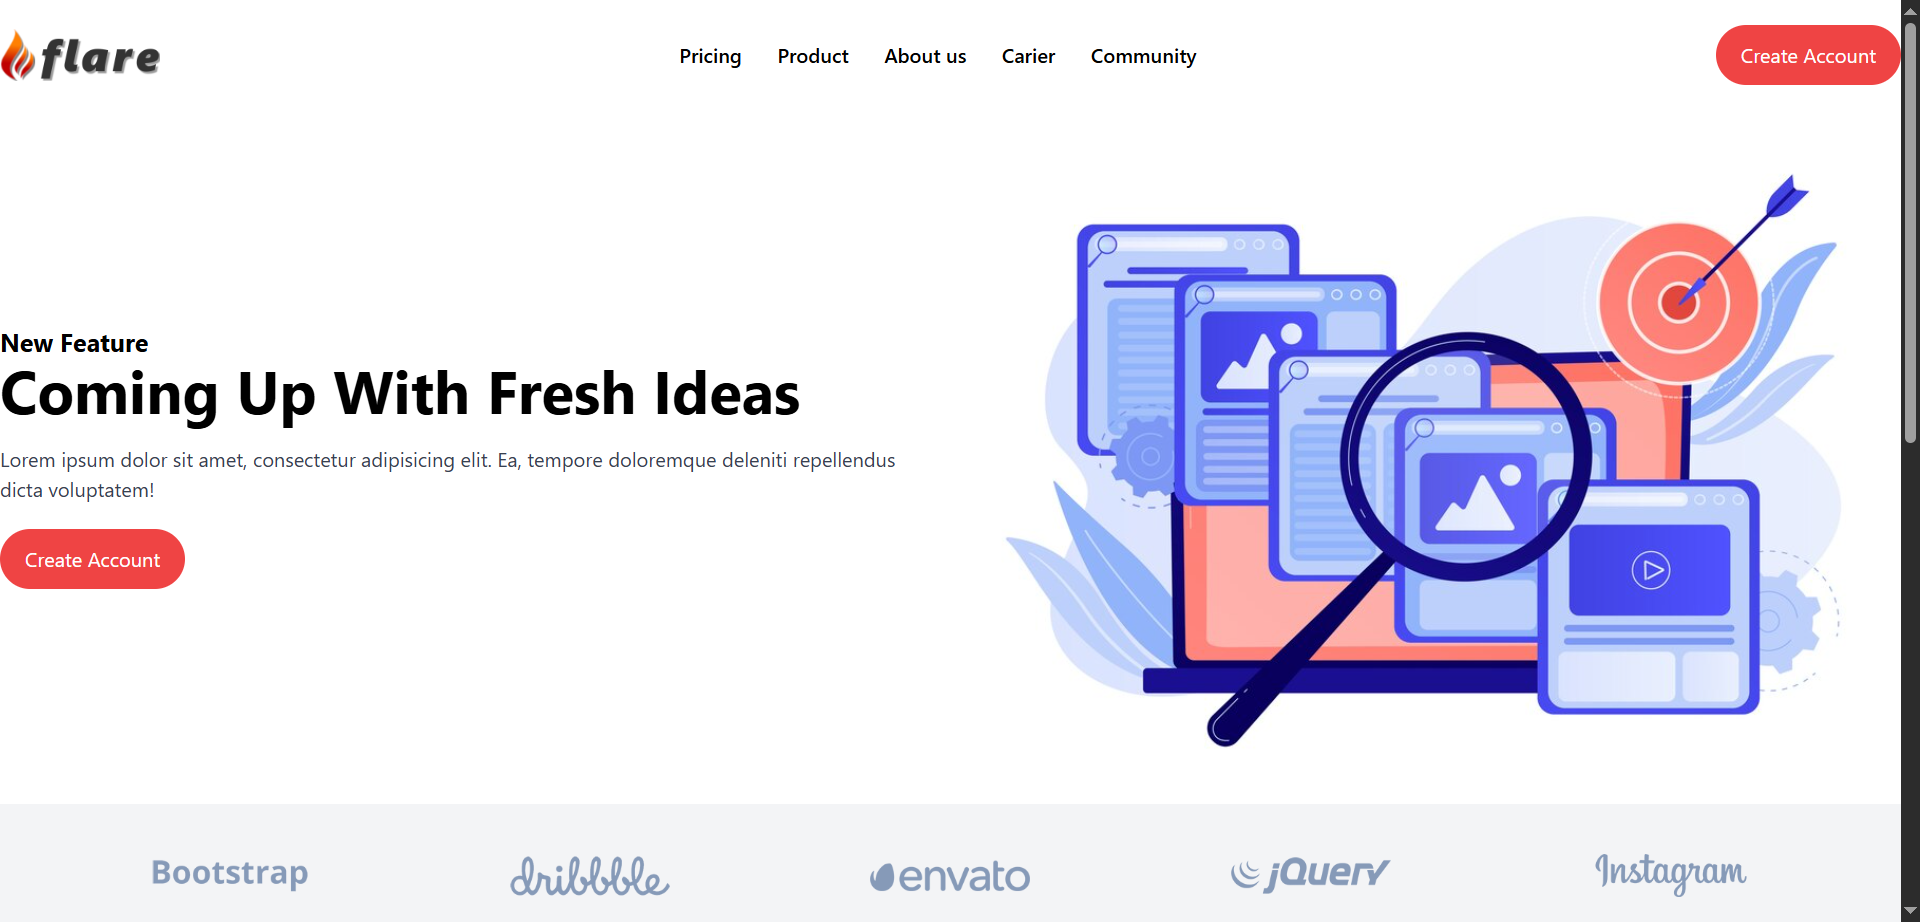 flare
Pricing Product About us Carier Community
Create Account
New Feature
Coming Up With Fresh Ideas
Lorem ipsum dolor sit amet, consectetur adipisicing elit. Ea, tempore doloremque deleniti repellendus
dicta voluptatem!
Create Account
Bootstrap dribbble envato jQuery Instagram